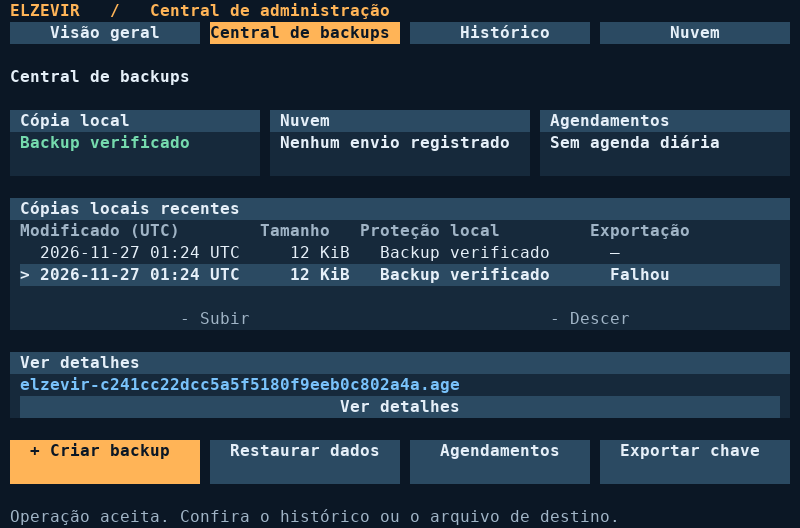 ELZEVIR / Central de administração
Visão geral Central de backups Histórico Nuvem
Central de backups
Cópia local Nuvem Agendamentos
Backup verificado Nenhum envio registrado Sem agenda diária
Cópias locais recentes
Modificado (UTC) Tamanho Proteção local Exportação
2026-11-27 01:24 UTC 12 KiB Backup verificado —
> 2026-11-27 01:24 UTC 12 KiB Backup verificado Falhou
- Subir - Descer
Ver detalhes
elzevir-c241cc22dcc5a5f5180f9eeb0c802a4a.age
Ver detalhes
+ Criar backup Restaurar dados Agendamentos Exportar chave
Operação aceita. Confira o histórico ou o arquivo de destino.